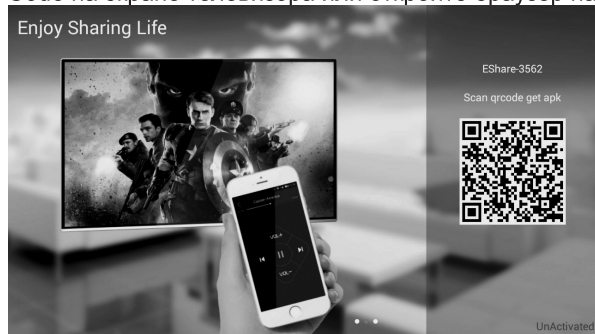 Enjoy Sharing Life
EShare-3562
Scan qrcode get apk
VOL+
VOL-
UnActivated